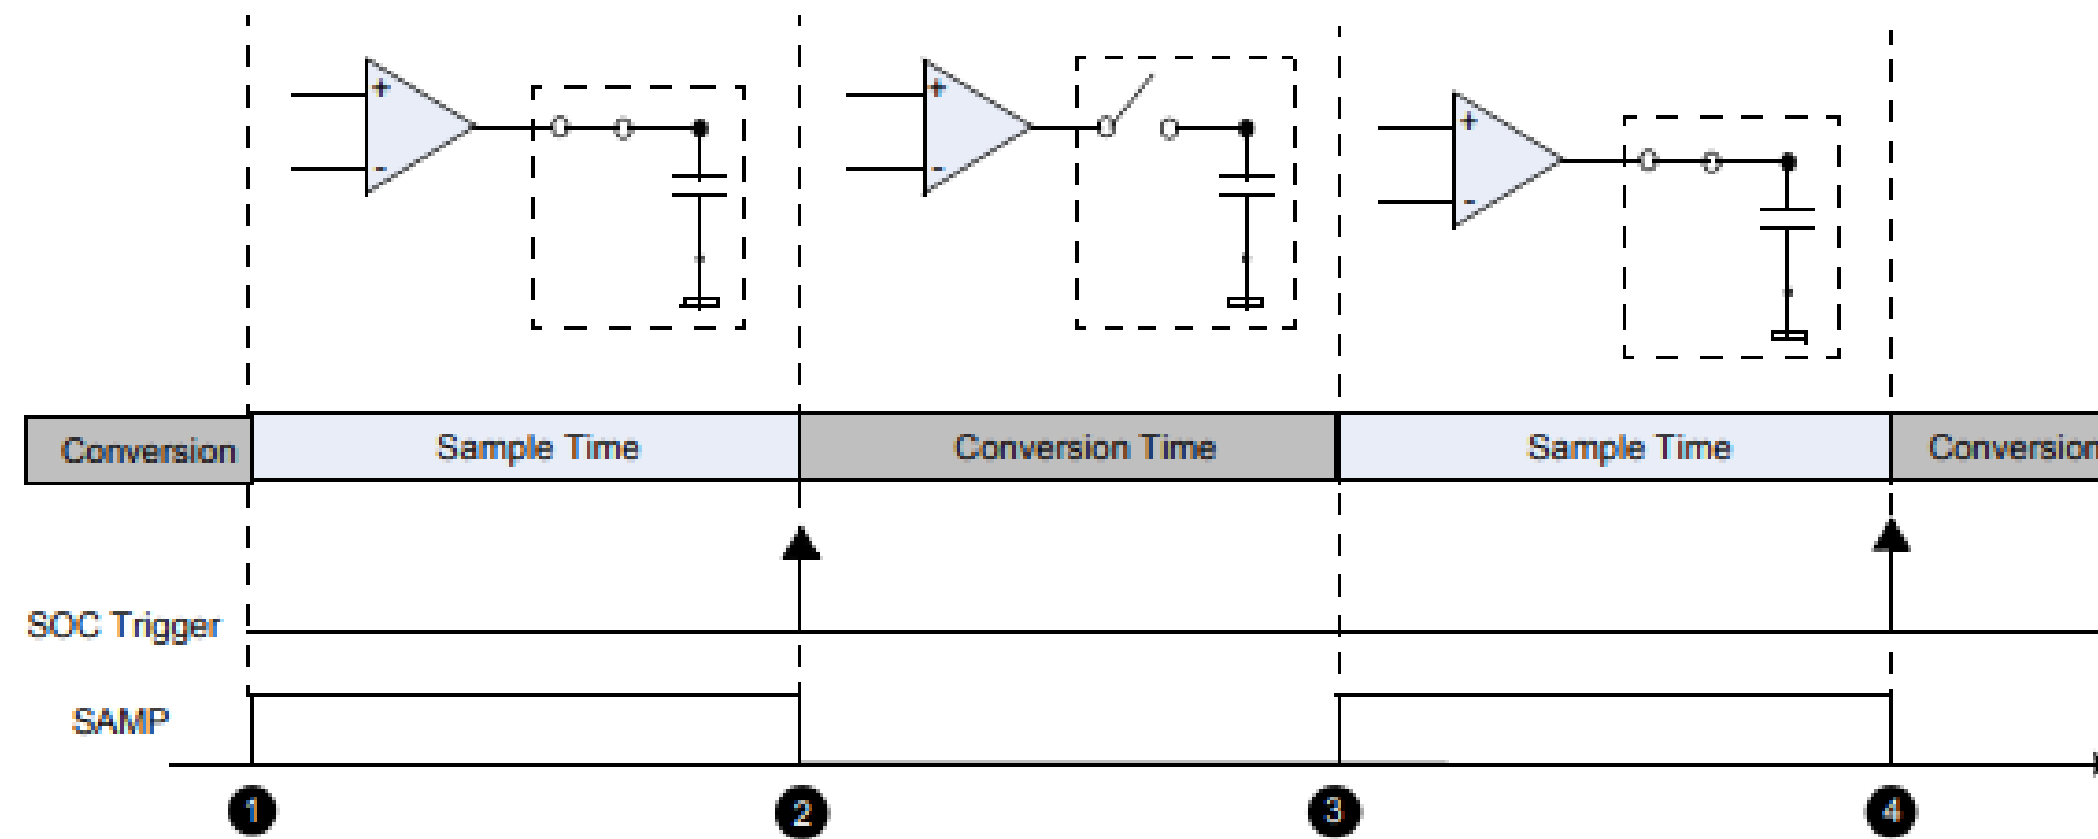 +
-
+
-
+
-
Conversion
Sample Time
Conversion Time
Sample Time
Conversion
SOC Trigger
SAMP
1
2
3
4